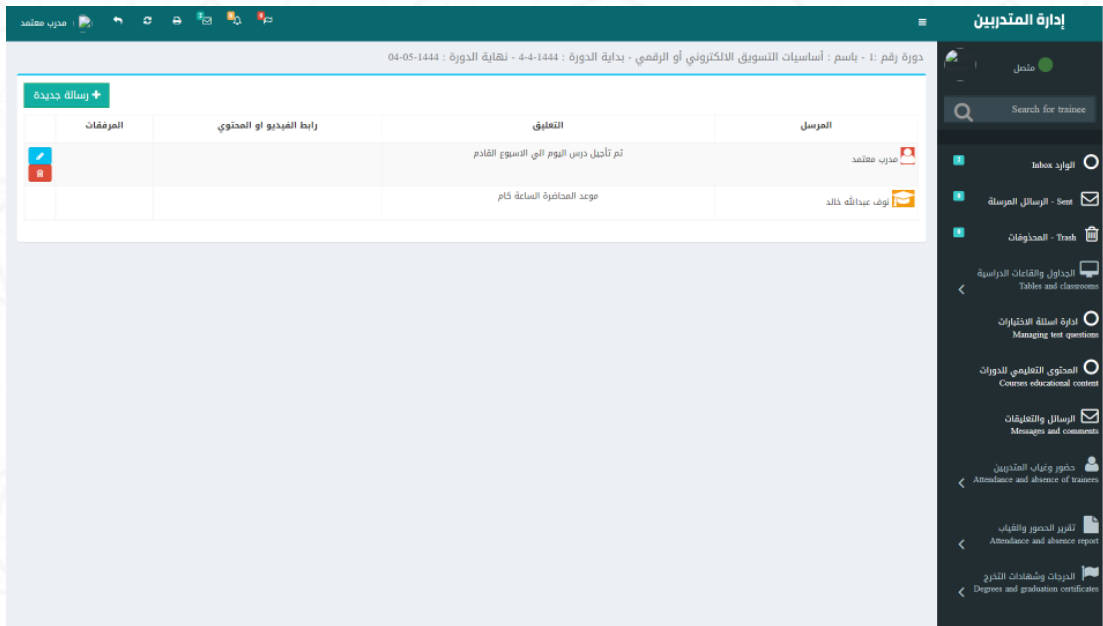 إدارة المتدربين
مدرب معتمد
متصل
Search for trainee
الوارد Inbox
Sent - الرسائل المرسلة
Trash - المحذوفات
الجداول والقاعات الدراسية
Tables and classrooms
ادارة اسئلة الاختبارات
Managing test questions
المحتوى التعليمي للدورات
Courses educational content
الرسائل والتعليقات
Messages and comments
حضور وغياب المتدربين
Attendance and absence of trainees
تقرير الحضور والغياب
Attendance and absence report
الدرجات وشهادات التخرج
Degrees and graduation certificates
دورة رقم :1 - باسم : أساسيات التسويق الالكتروني أو الرقمي - بداية الدورة : 1444-4-4 - نهاية الدورة : 1444-05-04
+ رسالة جديدة
المرسل التعليق رابط الفيديو او المحتوي المرفقات
مدرب معتمد تم تأجيل درس اليوم الي الاسبوع القادم
نوف عبدالله خالد موعد المحاضرة الساعة كام